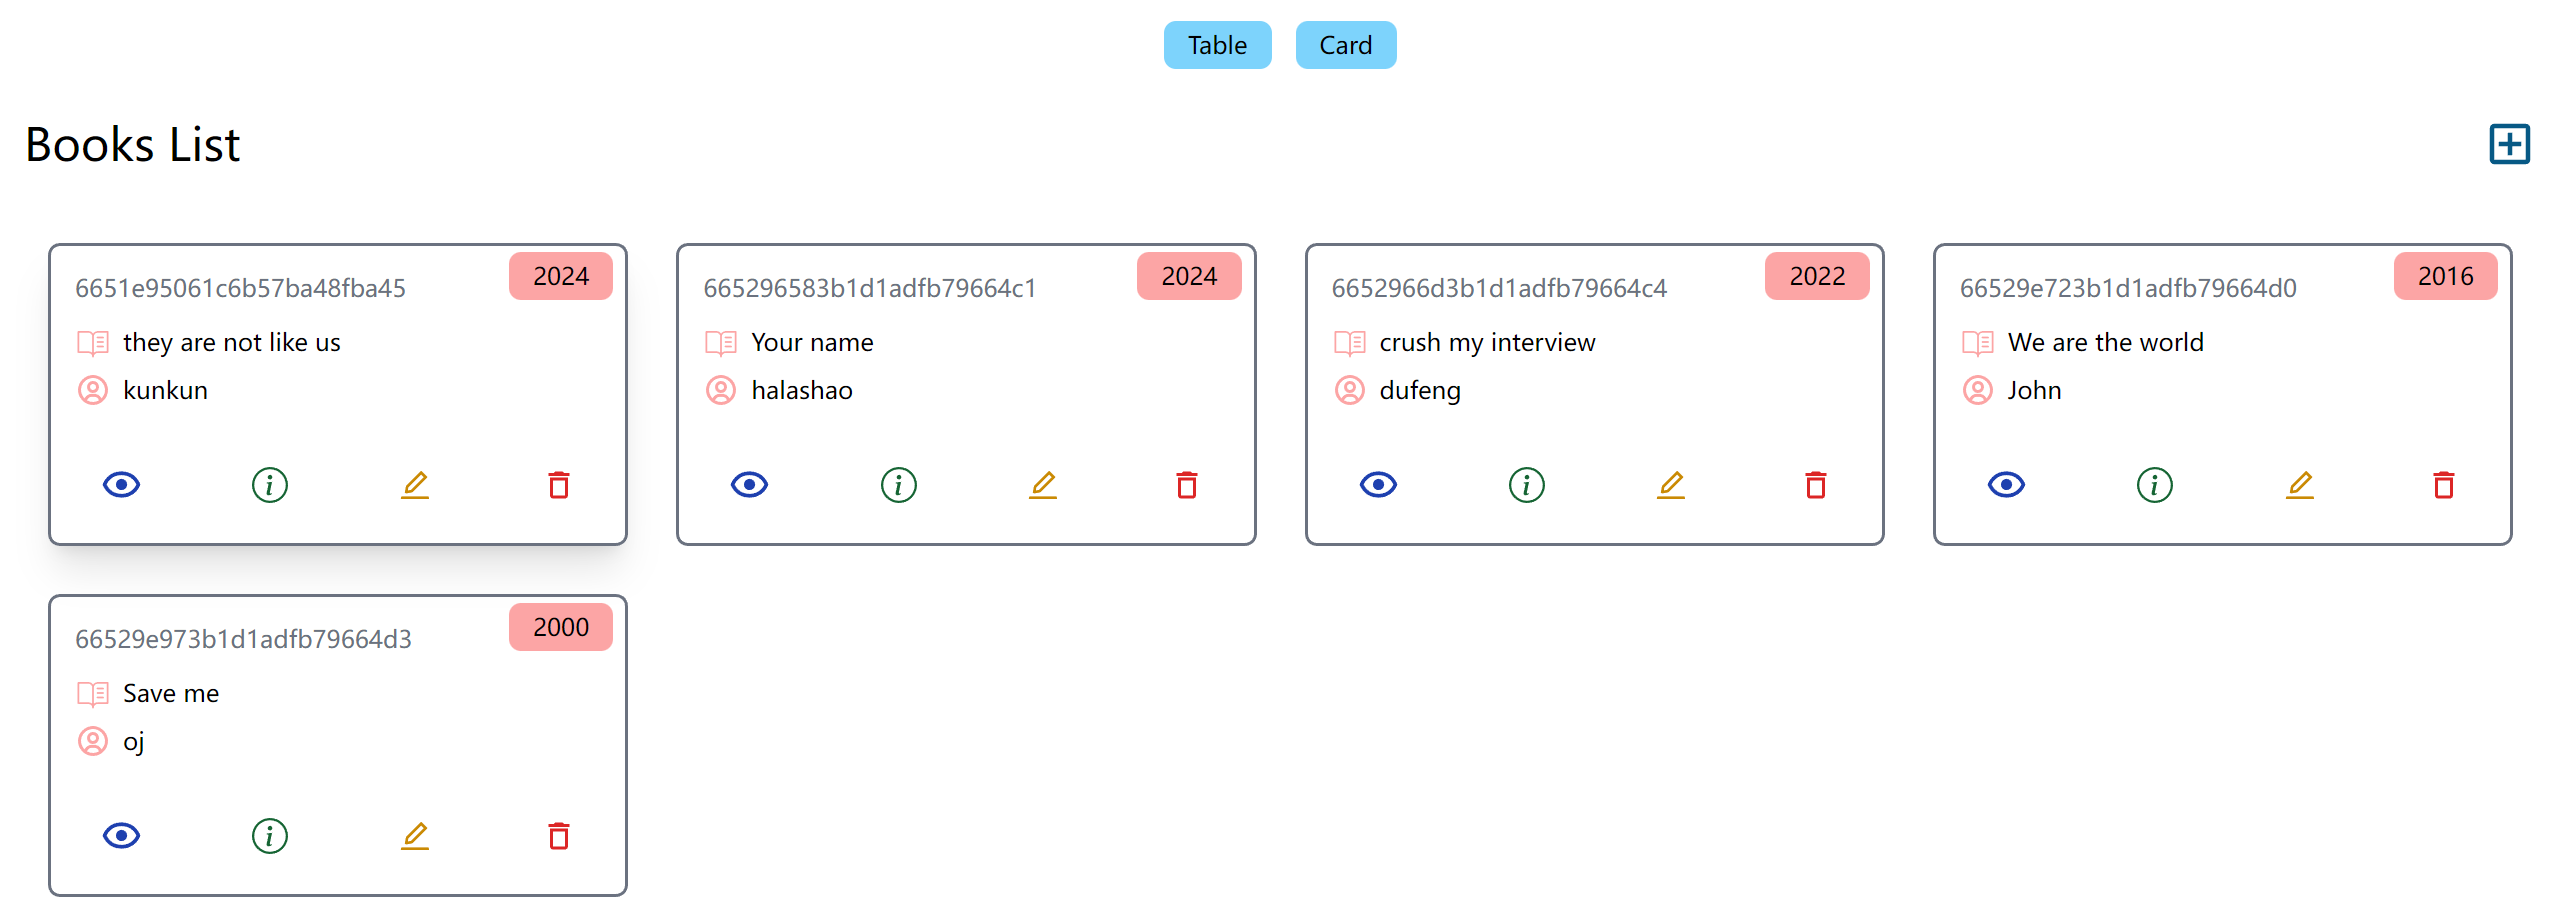 Table
Card
Books List
6651e95061c6b57ba48fba45
2024
they are not like us
kunkun
665296583b1d1adfb79664c1
2024
Your name
halashao
6652966d3b1d1adfb79664c4
2022
crush my interview
dufeng
66529e723b1d1adfb79664d0
2016
We are the world
John
66529e973b1d1adfb79664d3
2000
Save me
oj